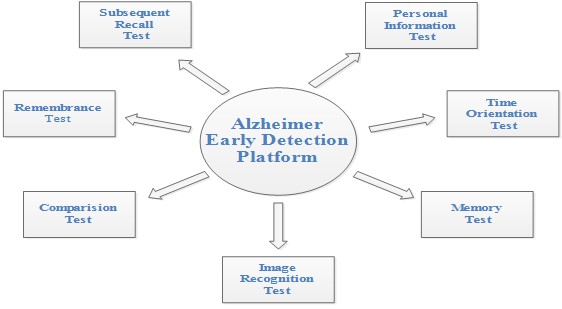 Subsequent
Recall
Test
Personal
Information
Test
Remembrance
Test
Alzheimer
Early Detection
Platform
Time
Orientation
Test
Comparision
Test
Memory
Test
Image
Recognition
Test